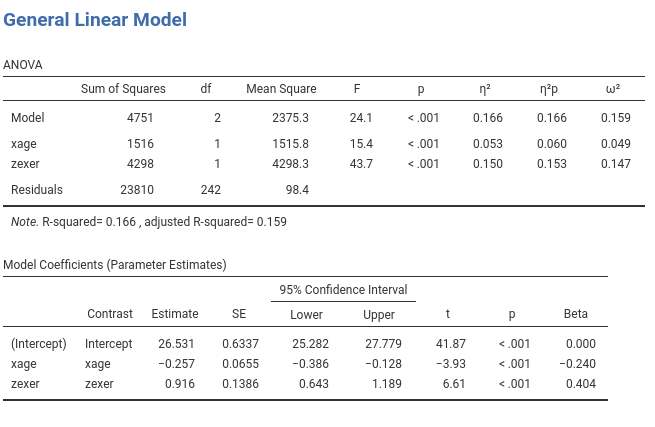 General Linear Model
ANOVA
Sum of Squares df Mean Square F p η² η²p ω²
Model 4751 2 2375.3 24.1 < .001 0.166 0.166 0.159
xage 1516 1 1515.8 15.4 < .001 0.053 0.060 0.049
zexer 4298 1 4298.3 43.7 < .001 0.150 0.153 0.147
Residuals 23810 242 98.4
Note. R-squared= 0.166 , adjusted R-squared= 0.159
Model Coefficients (Parameter Estimates)
95% Confidence Interval
Contrast Estimate SE Lower Upper t p Beta
(Intercept) Intercept 26.531 0.6337 25.282 27.779 41.87 < .001 0.000
xage xage −0.257 0.0655 −0.386 −0.128 −3.93 < .001 −0.240
zexer zexer 0.916 0.1386 0.643 1.189 6.61 < .001 0.404